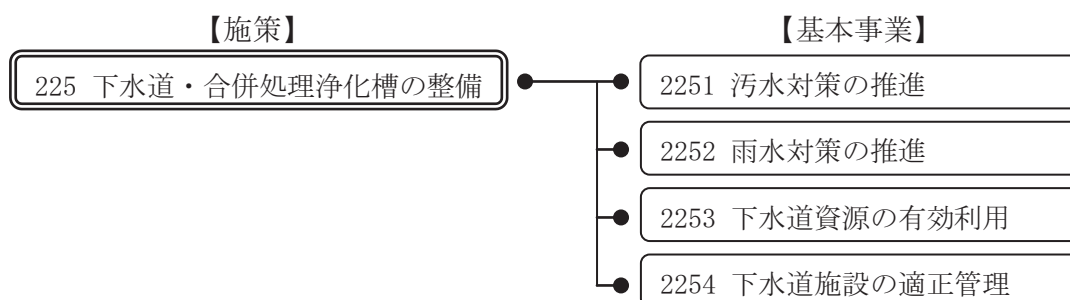 【施策】
【基本事業】
225 下水道・合併処理浄化槽の整備
2251 汚水対策の推進
2252 雨水対策の推進
2253 下水道資源の有効利用
2254 下水道施設の適正管理